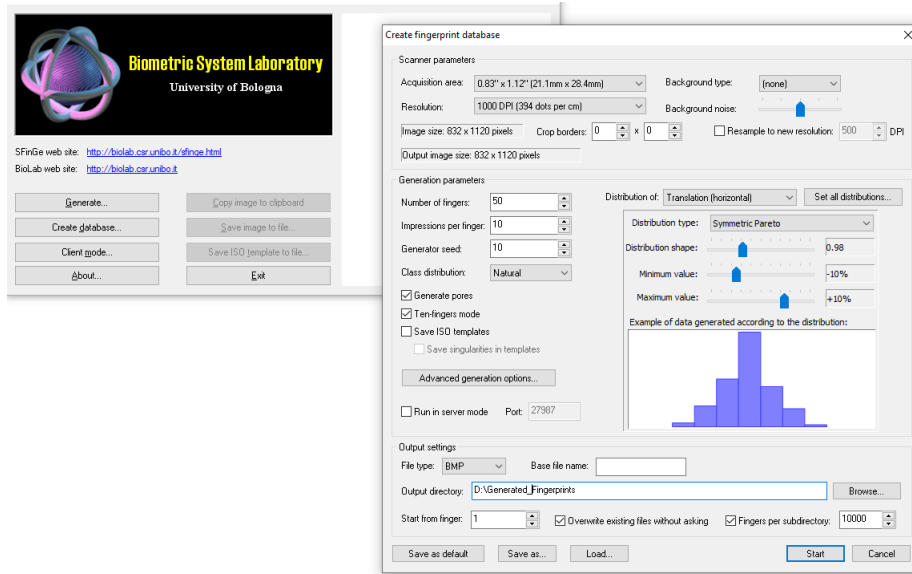 Biometric System Laboratory
University of Bologna
SFinGe web site: http://biolab.csr.unibo.it/sfinge.html
BioLab web site: http://biolab.csr.unibo.it
Generate... Copy image to clipboard
Create database... Save image to file...
Client mode... Save ISO template to file...
About... Exit
Create fingerprint database
Scanner parameters
Acquisition area: 0.83" x 1.12" (21.1mm x 28.4mm) Background type: (none)
Resolution: 1000 DPI (394 dots per cm) Background noise:
Image size: 832 x 1120 pixels Crop borders: 0 x 0 Resample to new resolution: 500 DPI
Output image size: 832 x 1120 pixels
Generation parameters
Number of fingers: 50 Distribution of: Translation (horizontal) Set all distributions...
Impressions per finger: 10 Distribution type: Symmetric Pareto
Generator seed: 10 Distribution shape: 0.98
Class distribution: Natural Minimum value: -10%
Generate pores Maximum value: +10%
Ten-fingers mode
Save ISO templates Example of data generated according to the distribution:
Save singularities in templates
Advanced generation options...
Run in server mode Port: 27987
Output settings
File type: BMP Base file name:
Output directory: D:\Generated_Fingerprints Browse...
Start from finger: 1 Overwrite existing files without asking Fingers per subdirectory: 10000
Save as default Save as... Load... Start Cancel